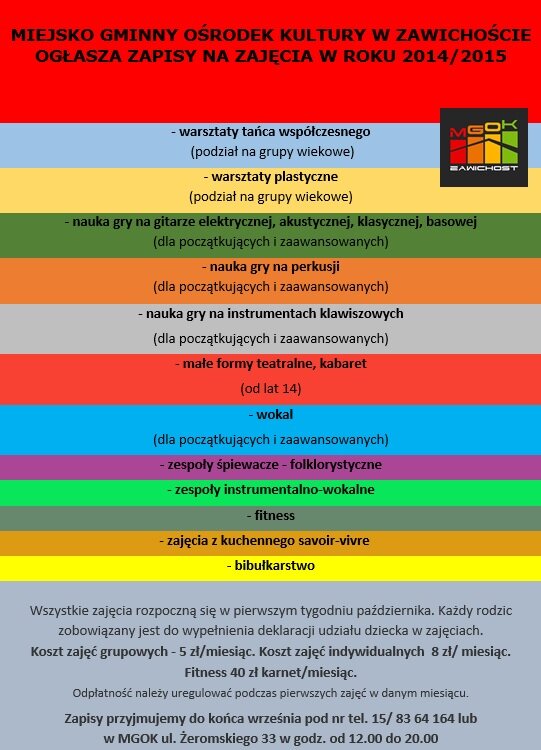 MIEJSKO GMINNY OŚRODEK KULTURY W ZAWICHOŚCIE
OGŁASZA ZAPISY NA ZAJĘCIA W ROKU 2014/2015
MGOK
ZAWICHOST
- warsztaty tańca współczesnego
(podział na grupy wiekowe)
- warsztaty plastyczne
(podział na grupy wiekowe)
- nauka gry na gitarze elektrycznej, akustycznej, klasycznej, basowej
(dla początkujących i zaawansowanych)
- nauka gry na perkusji
(dla początkujących i zaawansowanych)
- nauka gry na instrumentach klawiszowych
(dla początkujących i zaawansowanych)
- małe formy teatralne, kabaret
(od lat 14)
- wokal
(dla początkujących i zaawansowanych)
- zespoły śpiewacze - folklorystyczne
- zespoły instrumentalno-wokalne
- fitness
- zajęcia z kuchennego savoir-vivre
- bibułkarstwo
Wszystkie zajęcia rozpoczną się w pierwszym tygodniu października. Każdy rodzic
zobowiązany jest do wypełnienia deklaracji udziału dziecka w zajęciach.
Koszt zajęć grupowych - 5 zł/miesiąc. Koszt zajęć indywidualnych  8 zł/ miesiąc.
Fitness 40 zł karnet/miesiąc.
Odpłatność należy uregulować podczas pierwszych zajęć w danym miesiącu.
Zapisy przyjmujemy do końca września pod nr tel. 15/ 83 64 164 lub
w MGOK ul. Żeromskiego 33 w godz. od 12.00 do 20.00